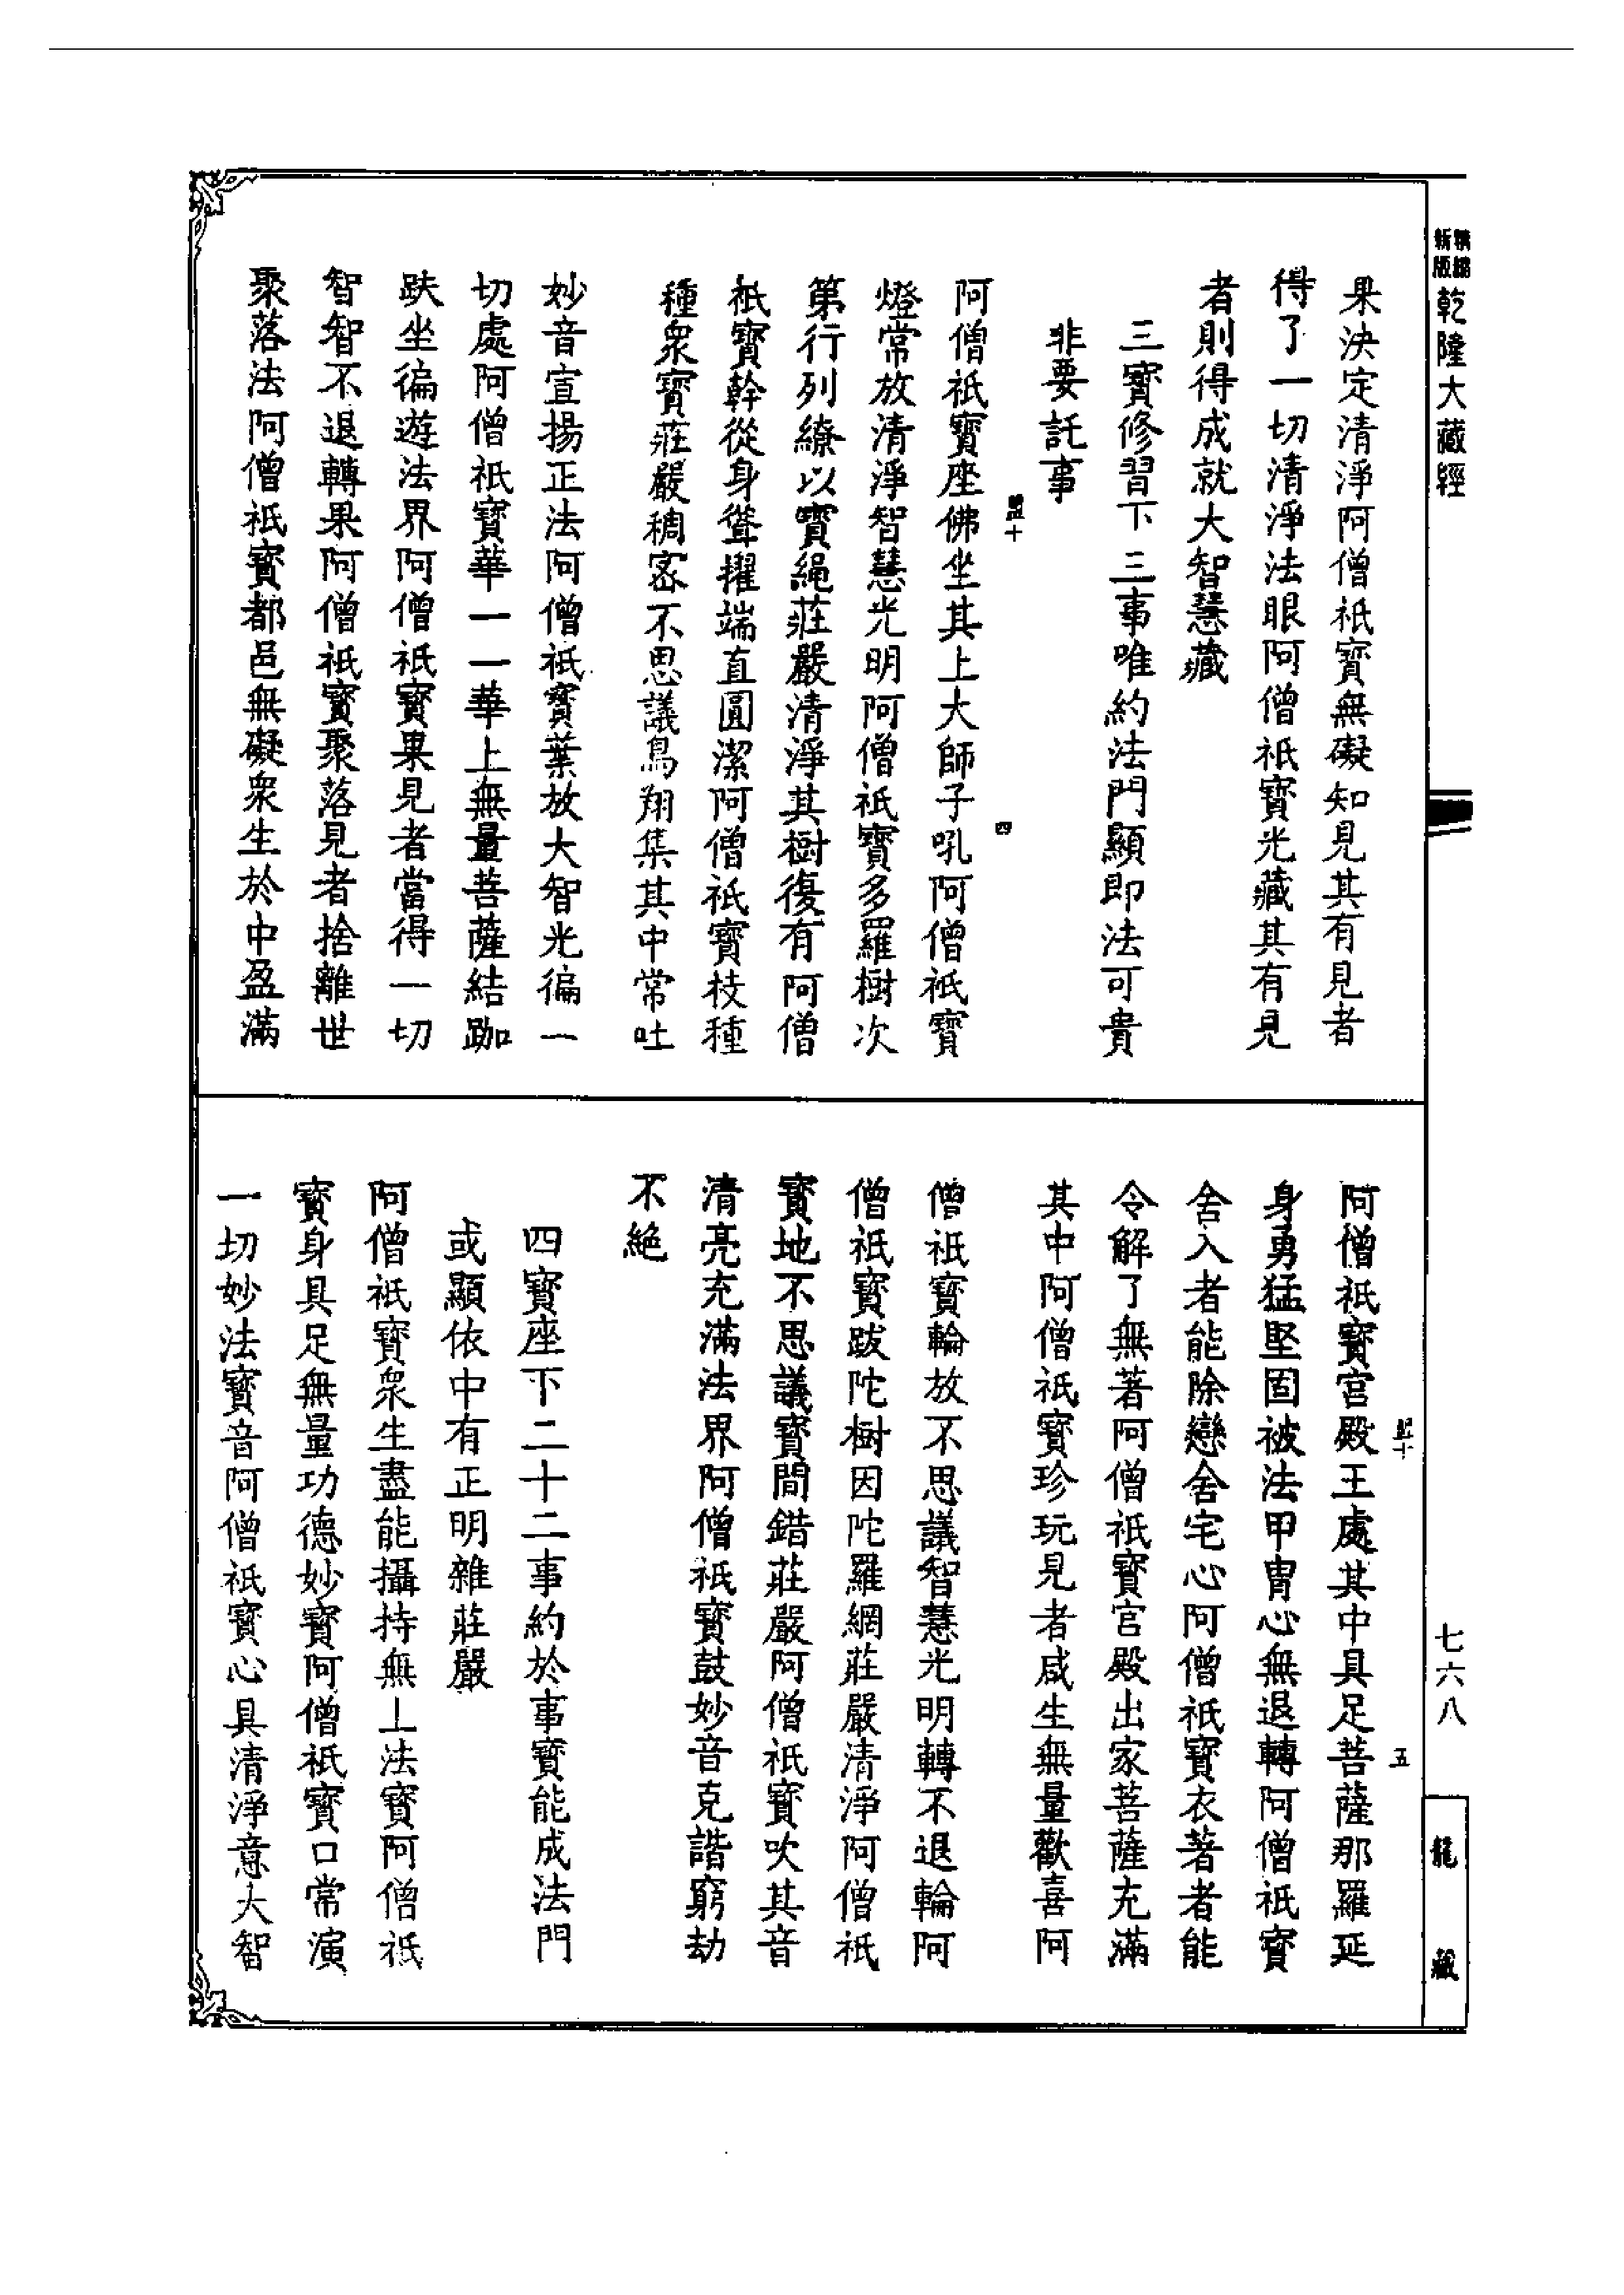 精縮新版
乾隆大藏經
果決定清淨阿僧祇寶無礙知見其有見者
得了一切清淨法眼阿僧祇寶光藏其有見
者則得成就大智慧藏
三寶修習下三事唯約法門顯即法可貴
非要託事
十
四
阿僧祇寶座佛坐其上大師子吼阿僧祇寶
燈常放清淨智慧光明阿僧祇寶多羅樹次
第行列繚以寶繩莊嚴清淨其樹復有阿僧
祇寶幹從身聳擢端直圓潔阿僧祇寶枝種
種眾寶莊嚴稠密不思議鳥翔集其中常吐
妙音宣揚正法阿僧祇寶葉放大智光徧一
切處阿僧祇寶華一一華上無量菩薩結跏
趺坐徧遊法界阿僧祇寶果見者當得一切
智智不退轉果阿僧祇寶聚落見者捨離世
聚落法阿僧祇寶都邑無礙眾生於中盈滿
十
五
阿僧祇寶宮殿王處其中具足菩薩那羅延
身勇猛堅固被法甲冑心無退轉阿僧祇寶
舍入者能除戀舍宅心阿僧祇寶衣著者能
令解了無著阿僧祇寶宮殿出家菩薩充滿
其中阿僧祇寶珍玩見者咸生無量歡喜阿
僧祇寶輪放不思議智慧光明轉不退輪阿
僧祇寶跋陀樹因陀羅網莊嚴清淨阿僧祇
寶地不思議寶間錯莊嚴阿僧祇寶吹其音
清亮充滿法界阿僧祇寶鼓妙音克諧窮劫
不絕
四寶座下二十二事約於事寶能成法門
或顯依中有正明雜莊嚴
阿僧祇寶眾生盡能攝持無上法寶阿僧祇
寶身具足無量功德妙寶阿僧祇寶口常演
一切妙法寶音阿僧祇寶心具清淨意大智
七六八
龍藏